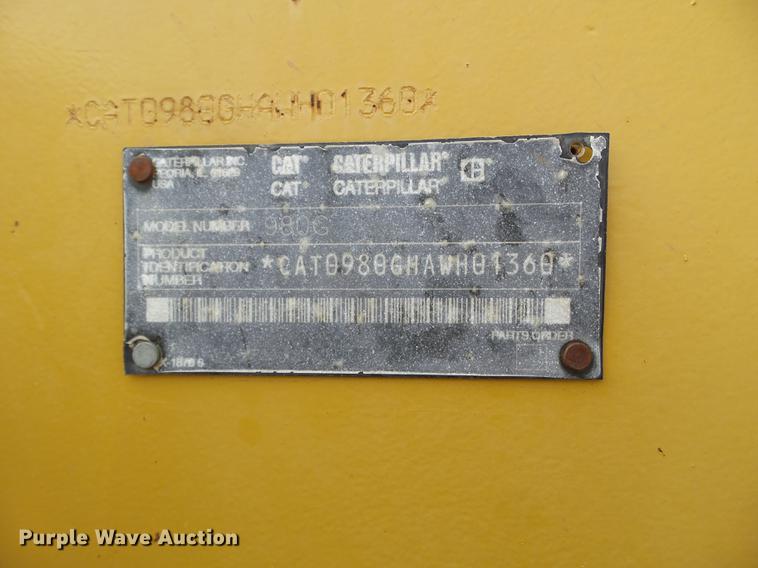 *CAT0980GHAWH01360*
CATERPILLAR INC.
PEORIA, IL 61629
USA
CAT® CATERPILLAR®
CAT® CATERPILLAR®
MODEL NUMBER 980G
PRODUCT
IDENTIFICATION
NUMBER
*CAT0980GHAWH01360*
PARTS ORDER
Purple Wave Auction